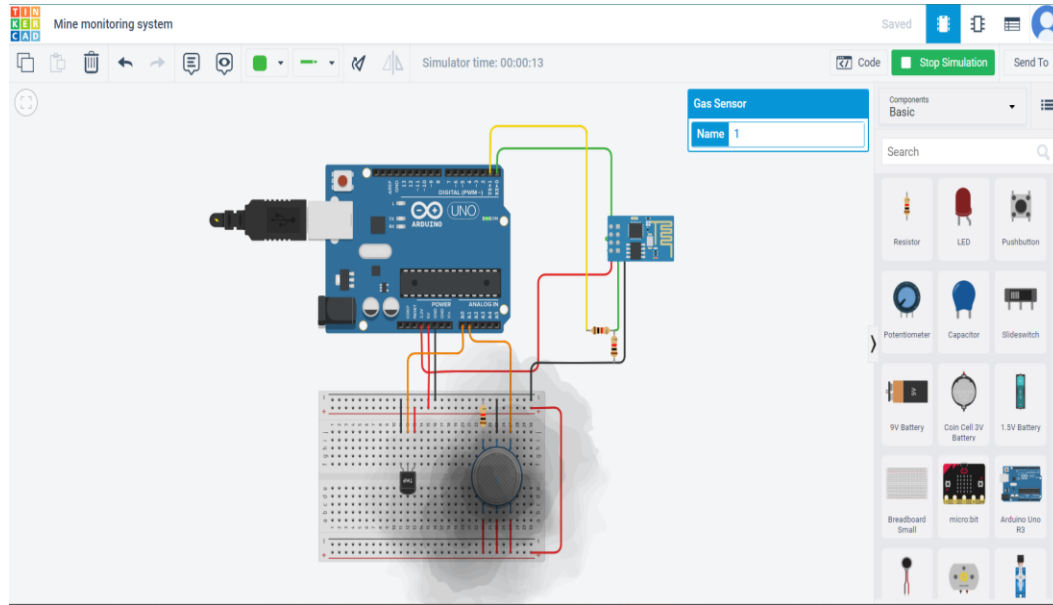 TIN
KER
CAD
Mine monitoring system
Saved
Simulator time: 00:00:13
Code
Stop Simulation
Send To
Gas Sensor
Name 1
Components
Basic
Search
Resistor
LED
Pushbutton
Potentiometer
Capacitor
Slideswitch
9V
9V Battery
Coin Cell 3V
Battery
1.5V Battery
Breadboard
Small
micro:bit
Arduino Uno
R3
DIGITAL (PWM~)
UNO
ARDUINO
POWER
ANALOG IN
TMP